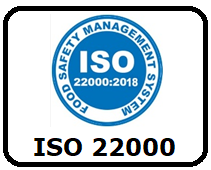 FOOD SAFETY MANAGEMENT SYSTEM
ISO
22000:2018
ISO 22000